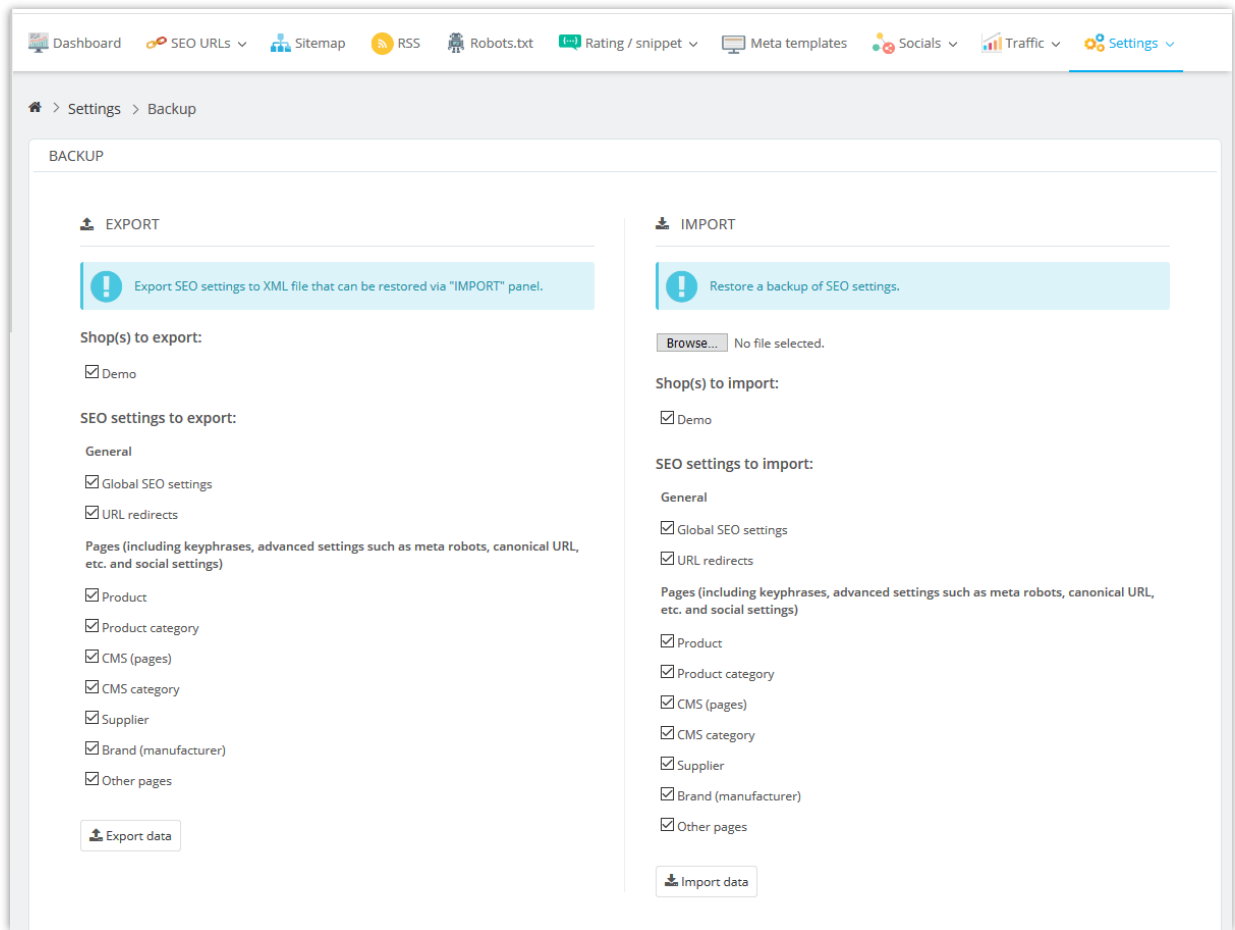 Dashboard SEO URLs Sitemap RSS Robots.txt Rating / snippet Meta templates Socials Traffic Settings
> Settings > Backup
BACKUP
EXPORT
Export SEO settings to XML file that can be restored via "IMPORT" panel.
Shop(s) to export:
Demo
SEO settings to export:
General
Global SEO settings
URL redirects
Pages (including keyphrases, advanced settings such as meta robots, canonical URL,
etc. and social settings)
Product
Product category
CMS (pages)
CMS category
Supplier
Brand (manufacturer)
Other pages
Export data
IMPORT
Restore a backup of SEO settings.
Browse... No file selected.
Shop(s) to import:
Demo
SEO settings to import:
General
Global SEO settings
URL redirects
Pages (including keyphrases, advanced settings such as meta robots, canonical URL,
etc. and social settings)
Product
Product category
CMS (pages)
CMS category
Supplier
Brand (manufacturer)
Other pages
Import data